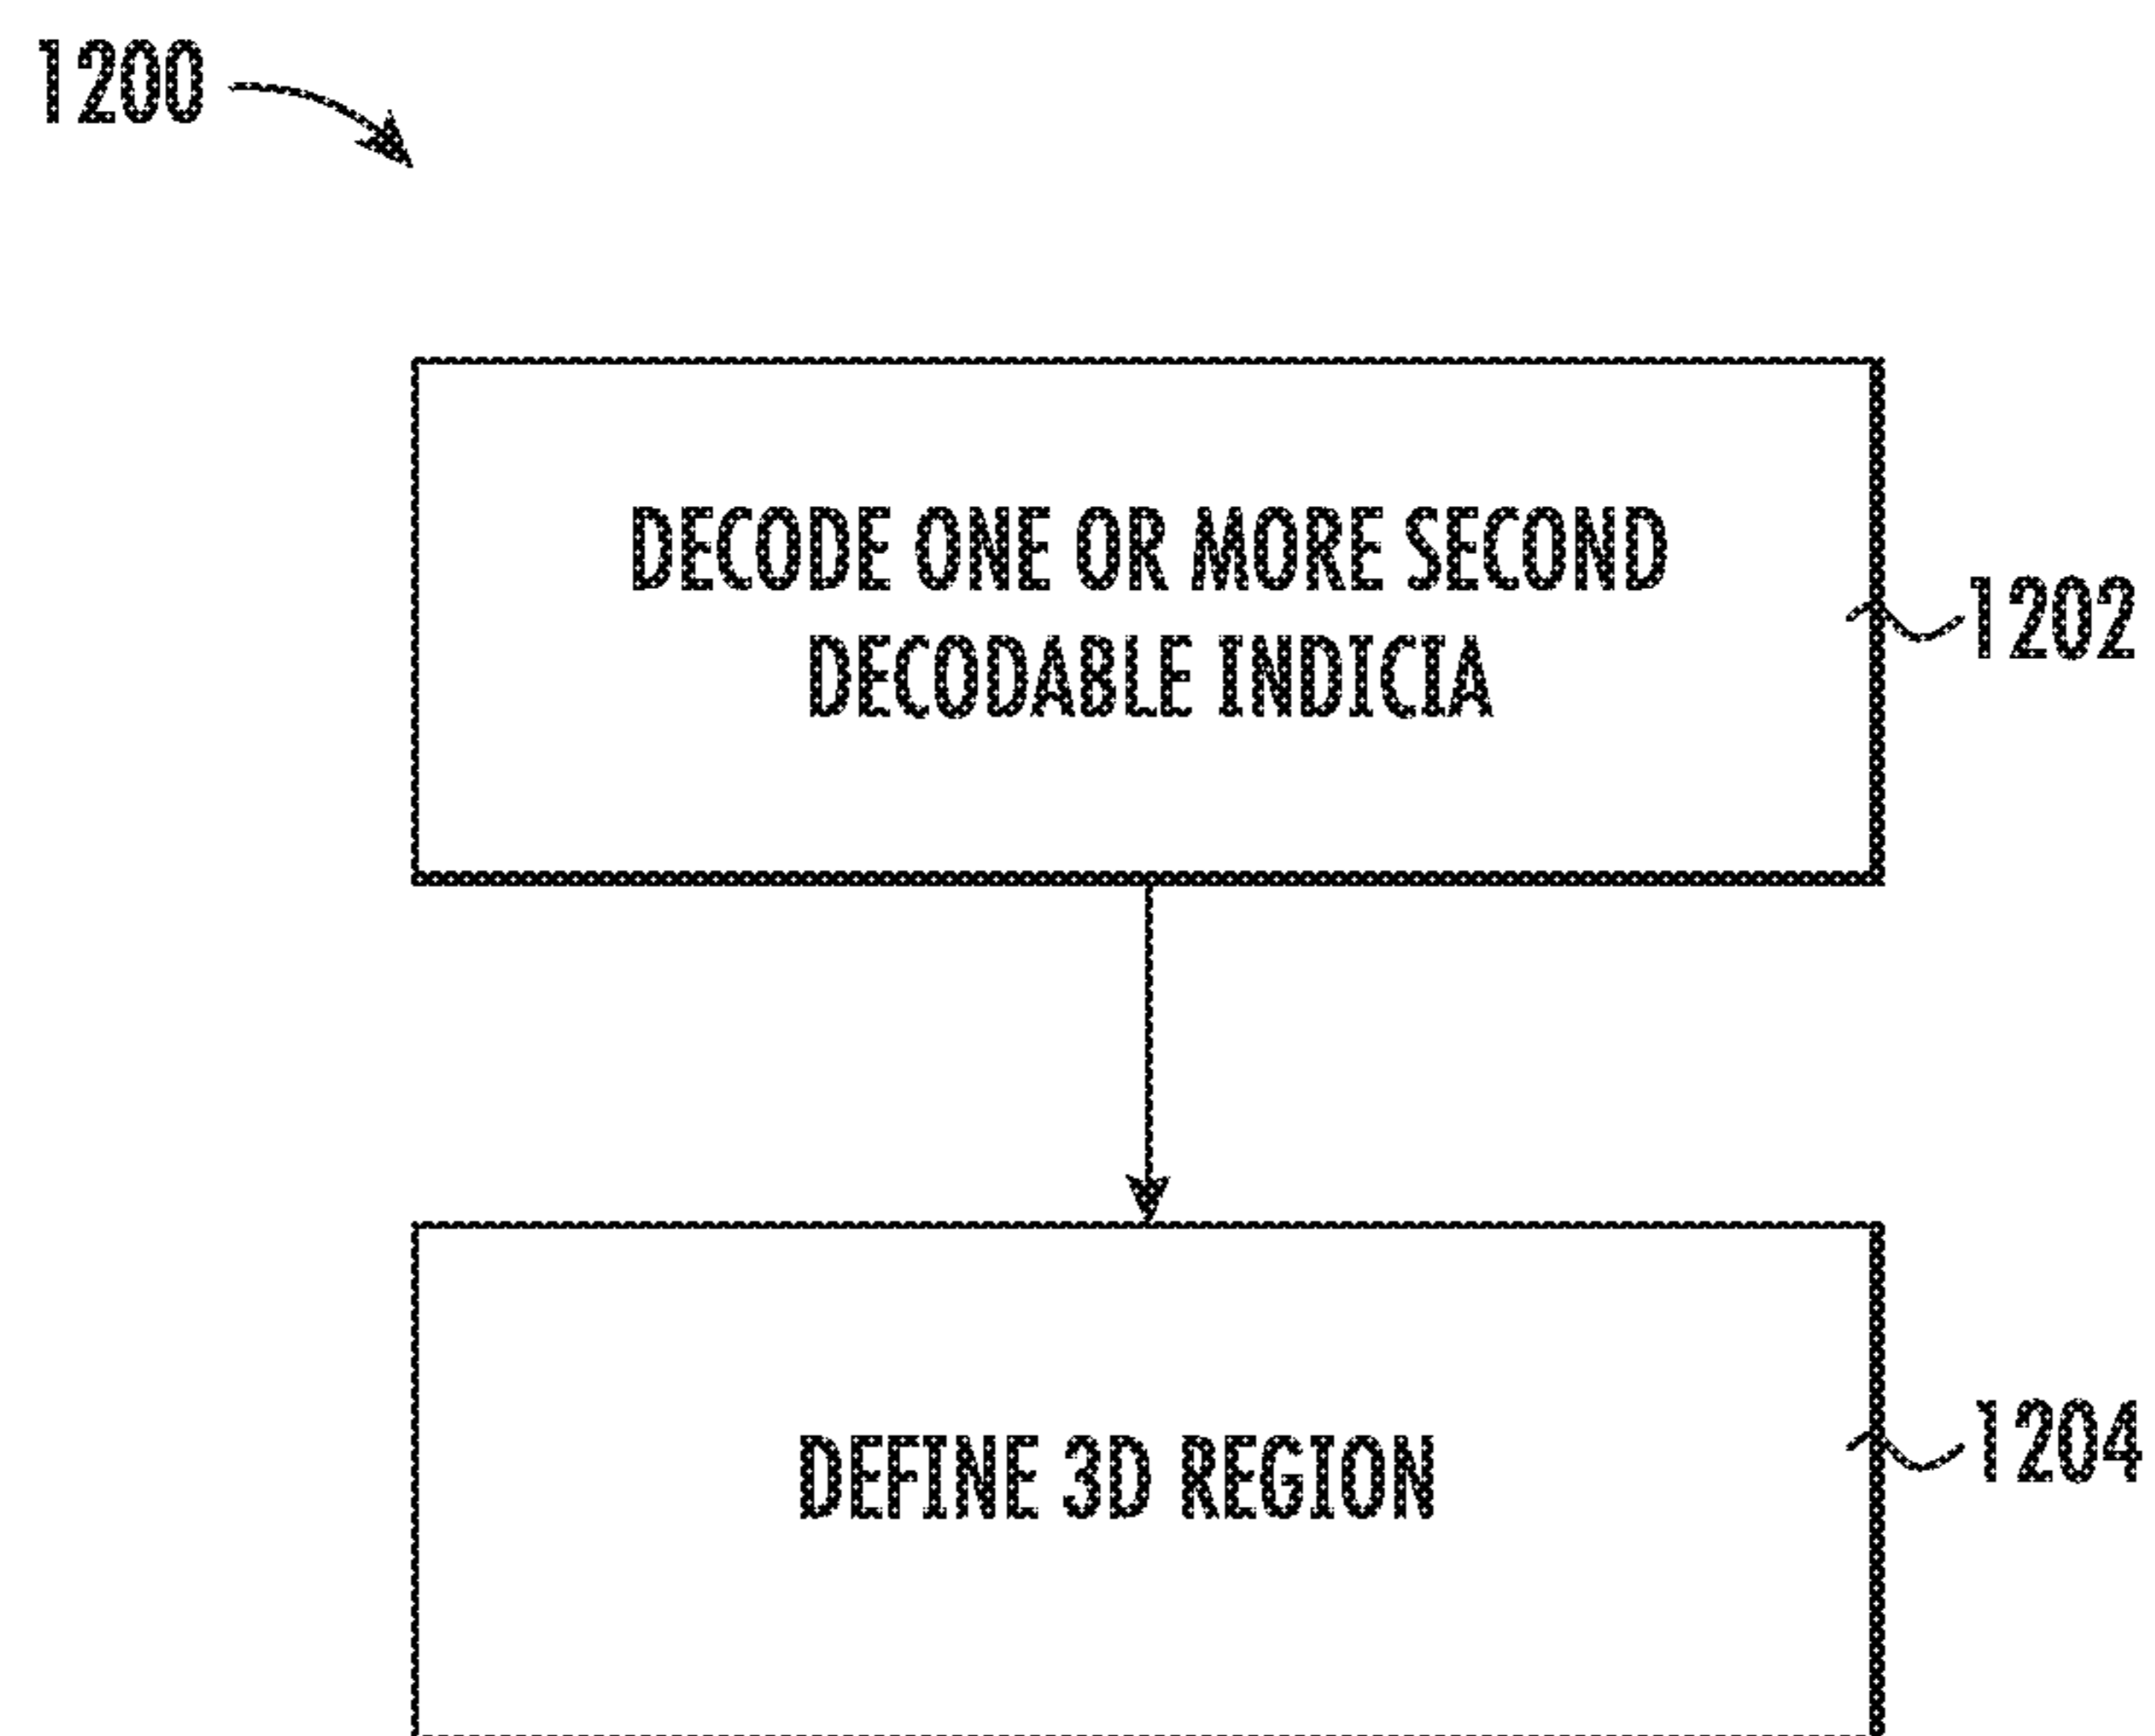 1200
DECODE ONE OR MORE SECOND
DECODABLE INDICIA
1202
DEFINE 3D REGION
1204